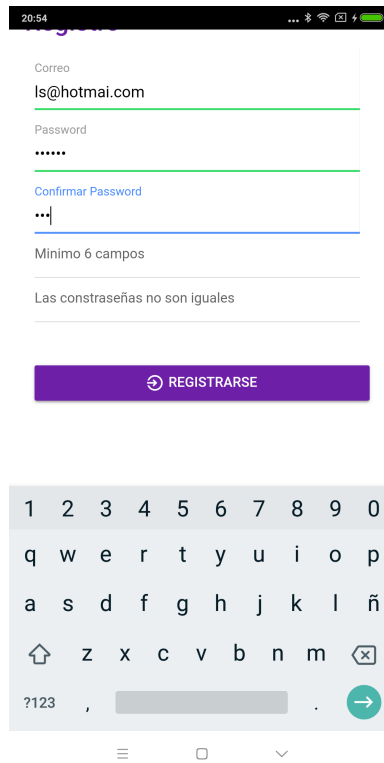 20:54
Registro
Correo
ls@hotmai.com
Password
••••••
Confirmar Password
•••
Minimo 6 campos
Las constraseñas no son iguales
REGISTRARSE
1 2 3 4 5 6 7 8 9 0
q w e r t y u i o p
a s d f g h j k l ñ
z x c v b n m
?123 , .